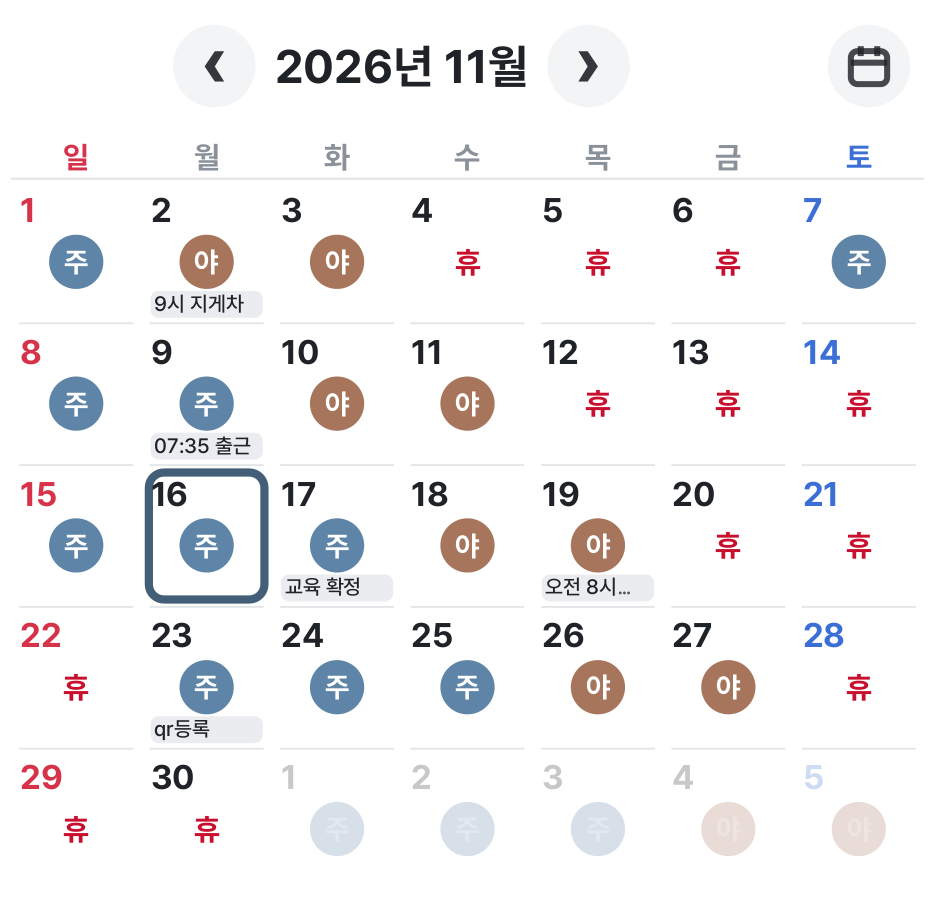 2026년 11월
일 월 화 수 목 금 토
1 2 3 4 5 6 7
주 야 야 휴 휴 휴 주
9시 지게차
8 9 10 11 12 13 14
주 주 야 야 휴 휴 휴
07:35 출근
15 16 17 18 19 20 21
주 주 주 야 야 휴 휴
교육 확정 오전 8시...
22 23 24 25 26 27 28
휴 주 주 주 야 야 휴
qr등록
29 30 1 2 3 4 5
휴 휴 주 주 주 야 야